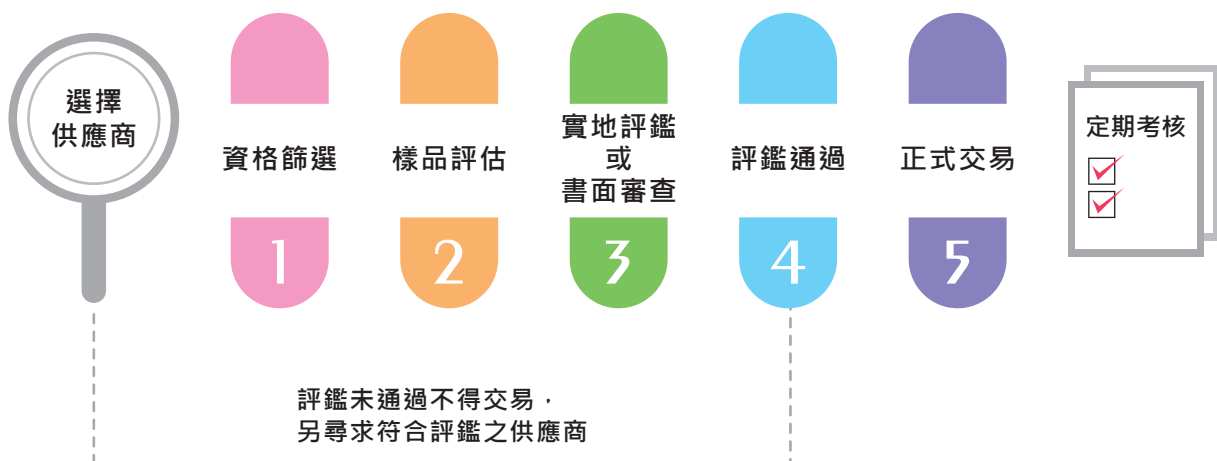 選擇
供應商
資格篩選
1
樣品評估
2
實地評鑑
或
書面審查
3
評鑑通過
4
正式交易
5
定期考核
評鑑未通過不得交易，
另尋求符合評鑑之供應商